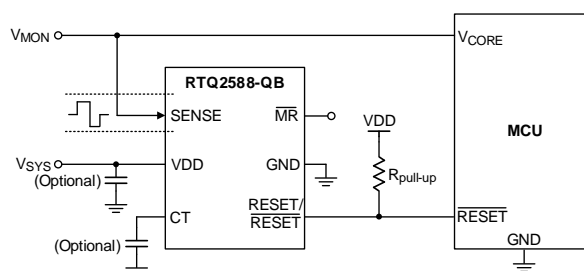 VMON
VCORE
RTQ2588-QB
SENSE
MR
VDD
MCU
VSYS
VDD
GND
(Optional)
Rpull-up
CT
RESET/
RESET
RESET
(Optional)
GND